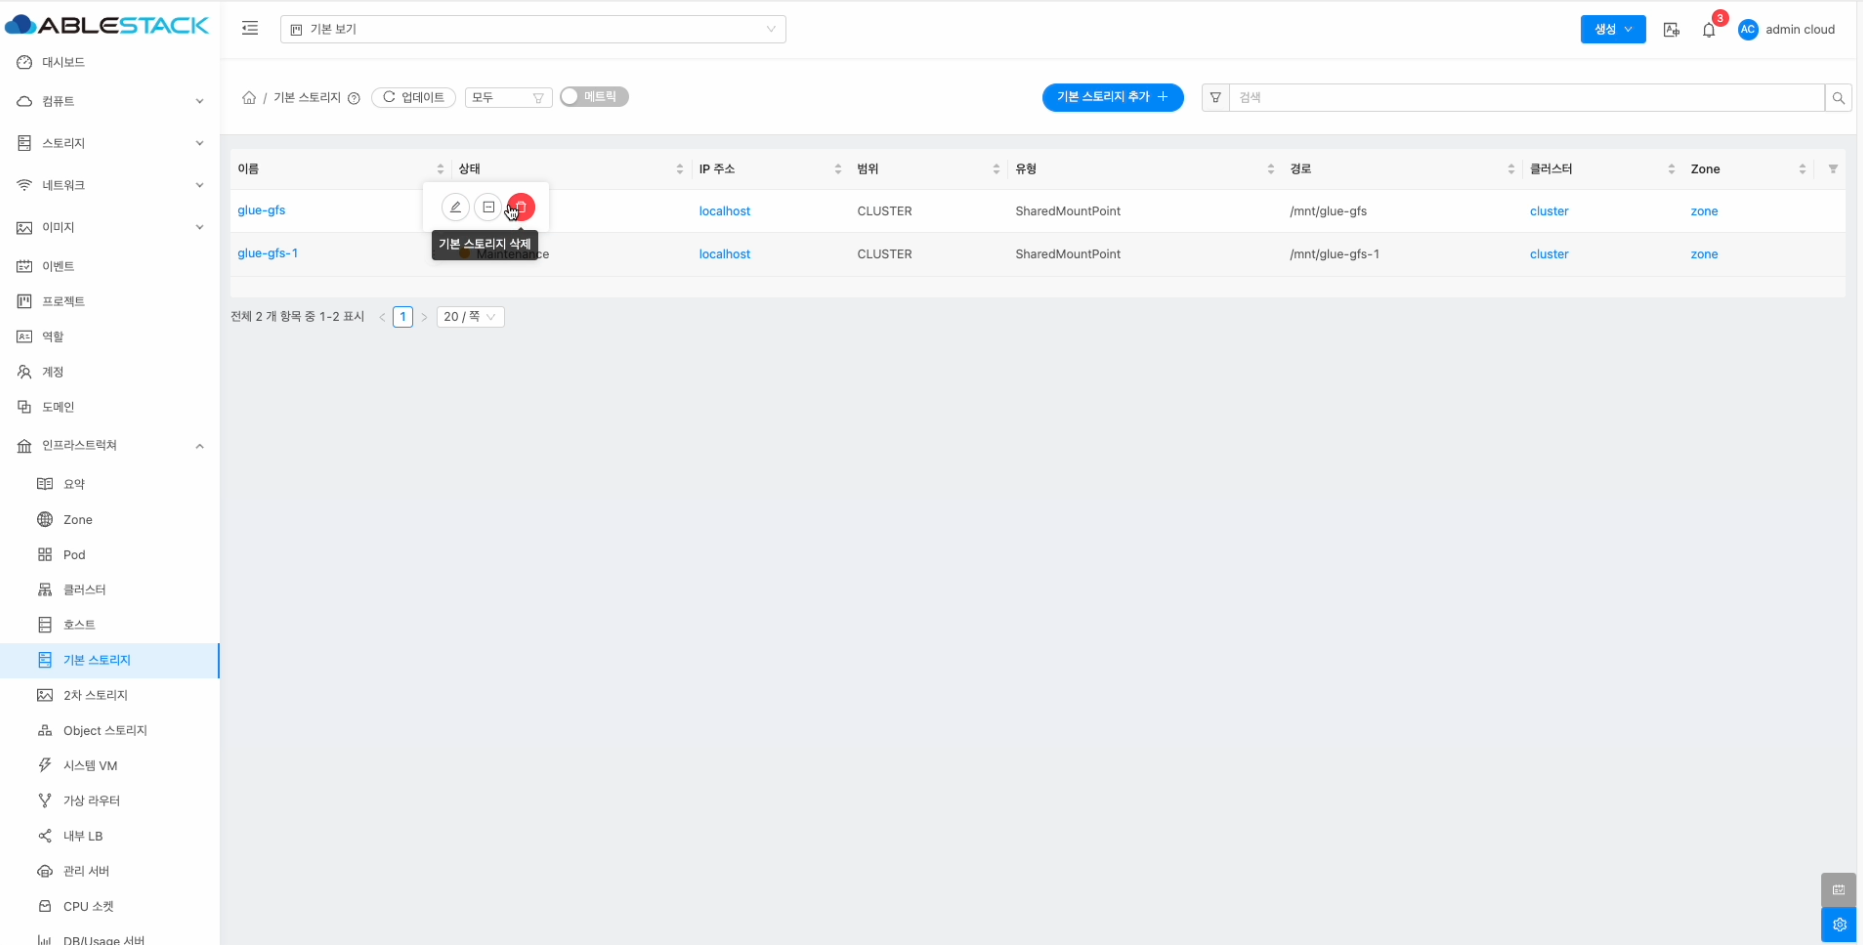 ABLESTACK
기본 보기
생성
3
AC
admin cloud
대시보드
컴퓨트
스토리지
네트워크
이미지
이벤트
프로젝트
역할
계정
도메인
인프라스트럭쳐
요약
Zone
Pod
클러스터
호스트
기본 스토리지
2차 스토리지
Object 스토리지
시스템 VM
가상 라우터
내부 LB
관리 서버
CPU 소켓
DB/Usage 서버
/ 기본 스토리지
업데이트
모두
메트릭
기본 스토리지 추가 +
검색
이름 상태 IP 주소 범위 유형 경로 클러스터 Zone
glue-gfs localhost CLUSTER SharedMountPoint /mnt/glue-gfs cluster zone
기본 스토리지 삭제
glue-gfs-1 Maintenance localhost CLUSTER SharedMountPoint /mnt/glue-gfs-1 cluster zone
전체 2 개 항목 중 1-2 표시 < 1 > 20 / 쪽